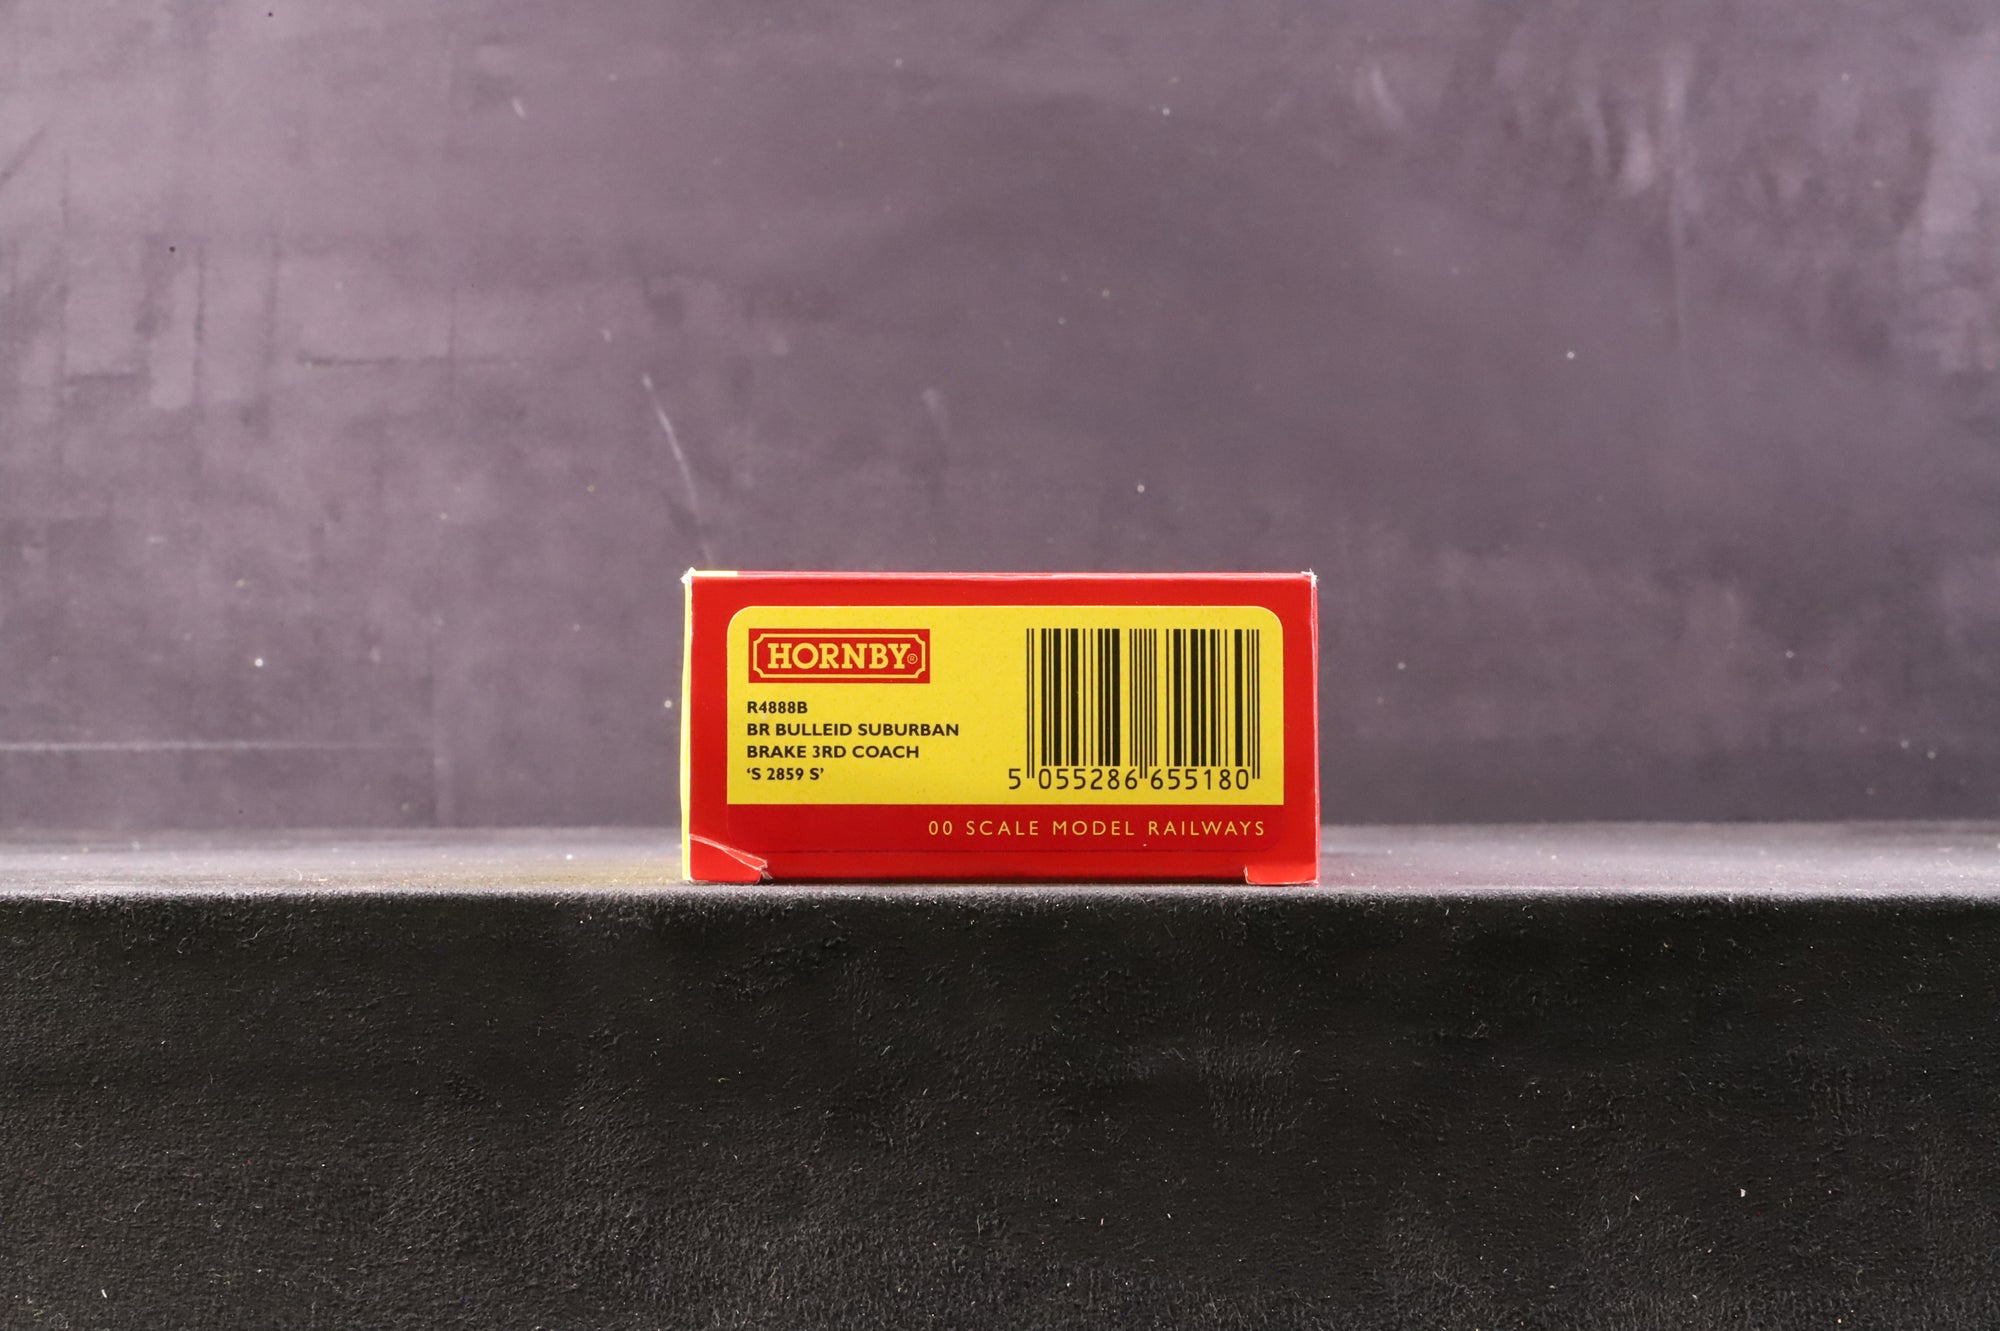 HORNBY®
R4888B
BR BULLEID SUBURBAN
BRAKE 3RD COACH
‘S 2859 S’
5 055286 655180
00 SCALE MODEL RAILWAYS